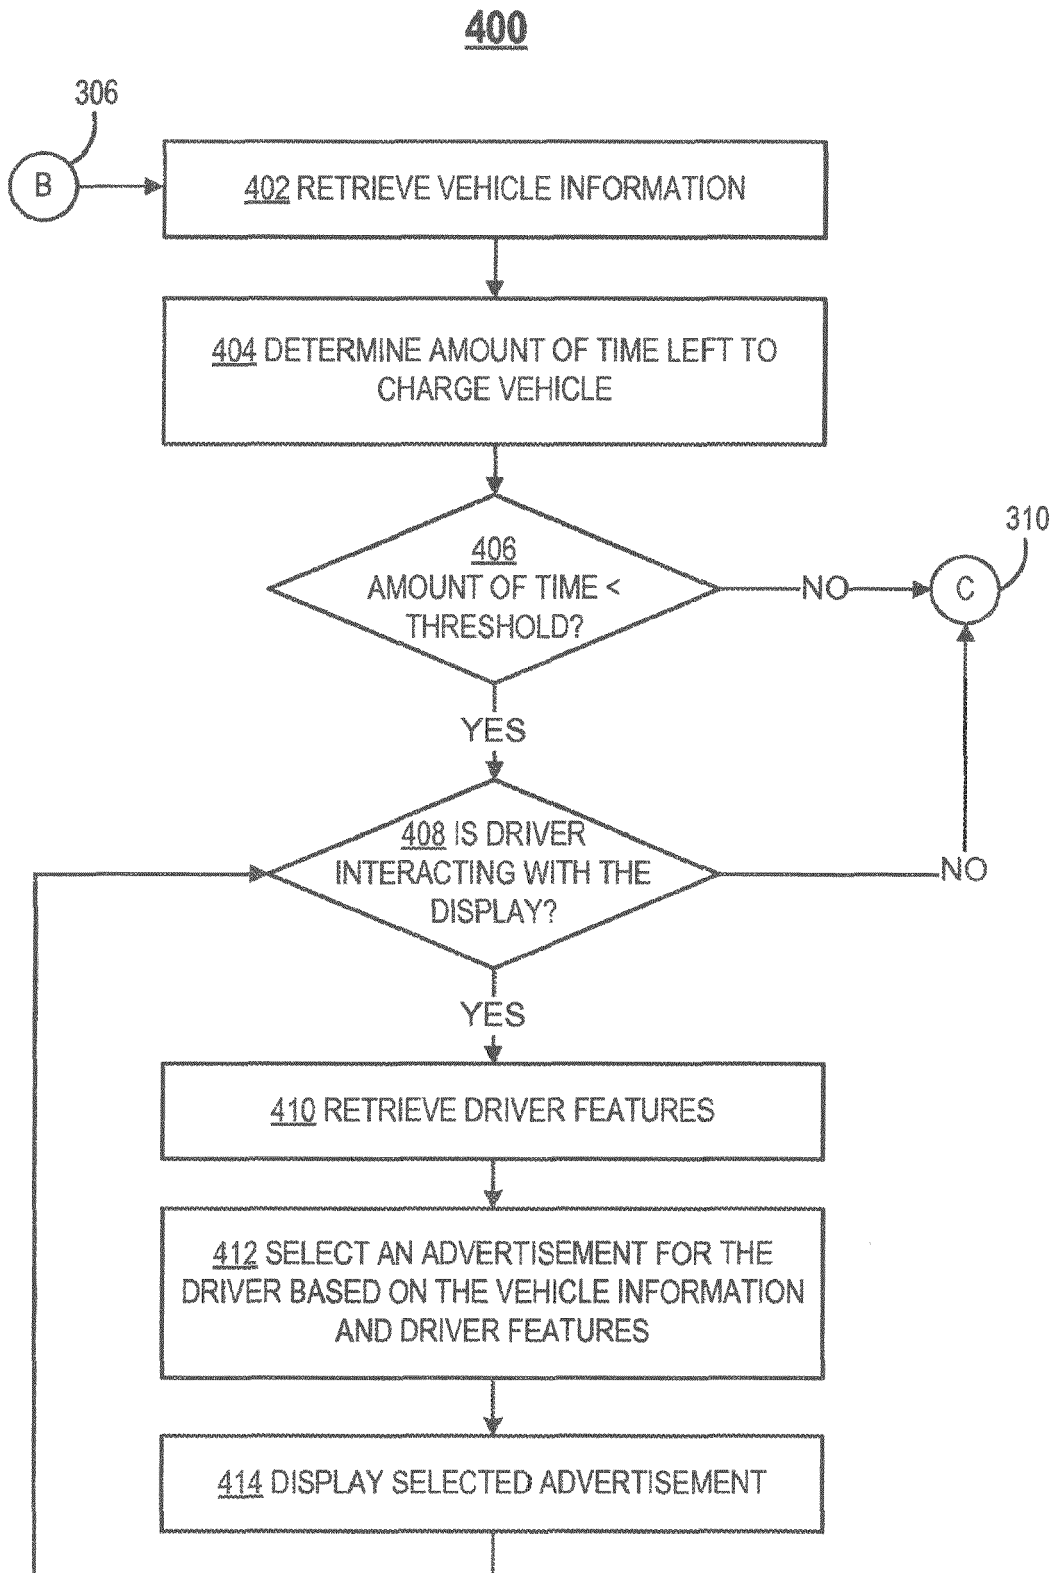 400
306
B
402 RETRIEVE VEHICLE INFORMATION
404 DETERMINE AMOUNT OF TIME LEFT TO
CHARGE VEHICLE
406
AMOUNT OF TIME <
THRESHOLD?
NO
310
C
YES
408 IS DRIVER
INTERACTING WITH THE
DISPLAY?
NO
YES
410 RETRIEVE DRIVER FEATURES
412 SELECT AN ADVERTISEMENT FOR THE
DRIVER BASED ON THE VEHICLE INFORMATION
AND DRIVER FEATURES
414 DISPLAY SELECTED ADVERTISEMENT